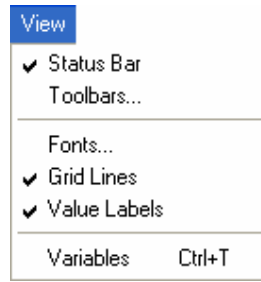 View
Status Bar
Toolbars...
Fonts...
Grid Lines
Value Labels
Variables Ctrl+T